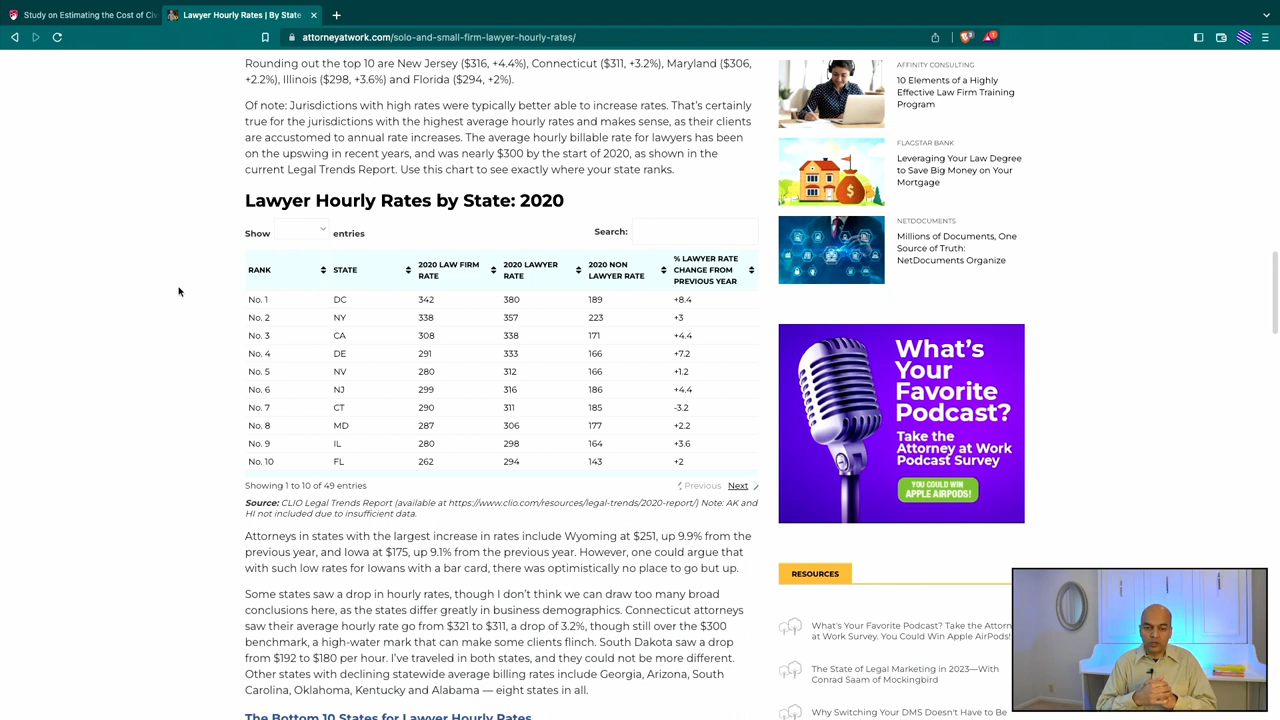 Study on Estimating the Cost of Civ
Lawyer Hourly Rates | By State
attorneyatwork.com/solo-and-small-firm-lawyer-hourly-rates/
Rounding out the top 10 are New Jersey ($316, +4.4%), Connecticut ($311, +3.2%), Maryland ($306,
+2.2%), Illinois ($298, +3.6%) and Florida ($294, +2%).
Of note: Jurisdictions with high rates were typically better able to increase rates. That's certainly
true for the jurisdictions with the highest average hourly rates and makes sense, as their clients
are accustomed to annual rate increases. The average hourly billable rate for lawyers has been
on the upswing in recent years, and was nearly $300 by the start of 2020, as shown in the
current Legal Trends Report. Use this chart to see exactly where your state ranks.
Lawyer Hourly Rates by State: 2020
Show entries Search:
RANK STATE 2020 LAW FIRM RATE 2020 LAWYER RATE 2020 NON LAWYER RATE % LAWYER RATE CHANGE FROM PREVIOUS YEAR
No. 1 DC 342 380 189 +8.4
No. 2 NY 338 357 223 +3
No. 3 CA 308 338 171 +4.4
No. 4 DE 291 333 166 +7.2
No. 5 NV 280 312 166 +1.2
No. 6 NJ 299 316 186 +4.4
No. 7 CT 290 311 185 -3.2
No. 8 MD 287 306 177 +2.2
No. 9 IL 280 298 164 +3.6
No. 10 FL 262 294 143 +2
Showing 1 to 10 of 49 entries Previous Next
Source: CLIO Legal Trends Report (available at https://www.clio.com/resources/legal-trends/2020-report/) Note: AK and
HI not included due to insufficient data.
Attorneys in states with the largest increase in rates include Wyoming at $251, up 9.9% from the
previous year, and Iowa at $175, up 9.1% from the previous year. However, one could argue that
with such low rates for Iowans with a bar card, there was optimistically no place to go but up.
Some states saw a drop in hourly rates, though I don't think we can draw too many broad
conclusions here, as the states differ greatly in business demographics. Connecticut attorneys
saw their average hourly rate go from $321 to $311, a drop of 3.2%, though still over the $300
benchmark, a high-water mark that can make some clients flinch. South Dakota saw a drop
from $192 to $180 per hour. I've traveled in both states, and they could not be more different.
Other states with declining statewide average billing rates include Georgia, Arizona, South
Carolina, Oklahoma, Kentucky and Alabama — eight states in all.
The Bottom 10 States for Lawyer Hourly Rates
AFFINITY CONSULTING
10 Elements of a Highly
Effective Law Firm Training
Program
FLAGSTAR BANK
Leveraging Your Law Degree
to Save Big Money on Your
Mortgage
NETDOCUMENTS
Millions of Documents, One
Source of Truth:
NetDocuments Organize
What's
Your
Favorite
Podcast?
Take the
Attorney at Work
Podcast Survey
YOU COULD WIN
APPLE AIRPODS!
RESOURCES
What's Your Favorite Podcast? Take the Attorn
at Work Survey. You Could Win Apple AirPods!
The State of Legal Marketing in 2023—With
Conrad Saam of Mockingbird
Why Switching Your DMS Doesn't Have to Be